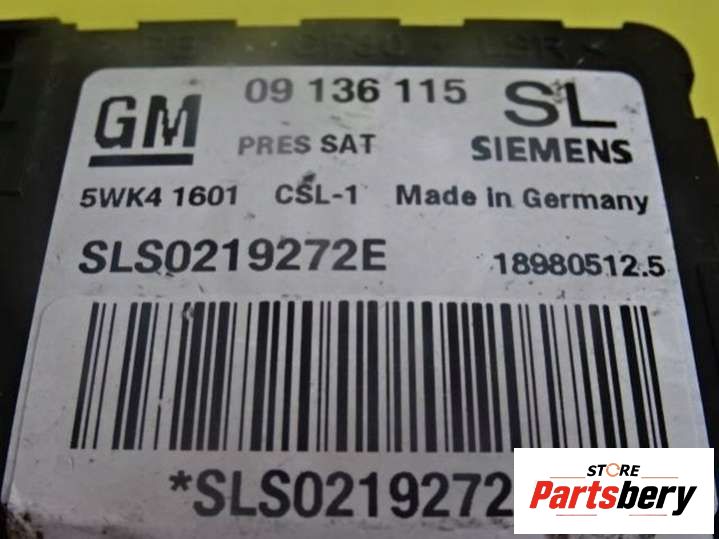 GM 09 136 115 SL
PRES SAT SIEMENS
5WK4 1601 CSL-1 Made in Germany
SLS0219272E 18980512.5
*SLS0219272
STORE
Partsbery